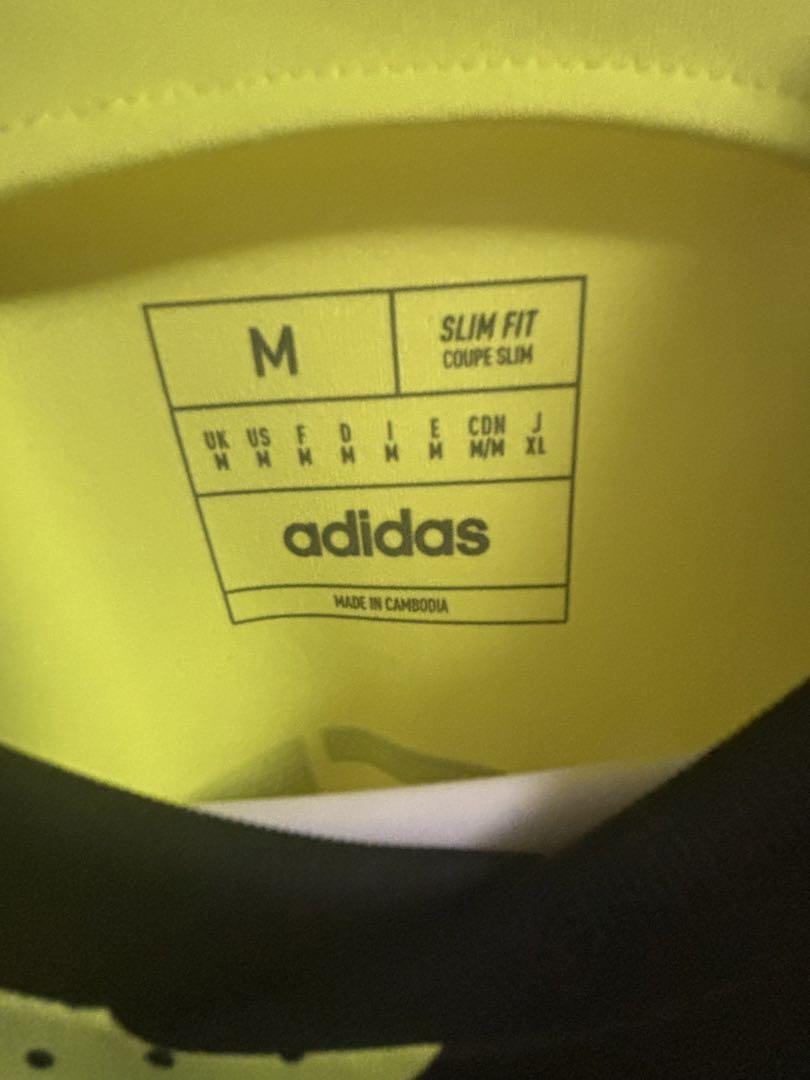 M
SLIM FIT
COUPE SLIM
UK US F D I E CDN J
M M M M M M M/M XL
adidas
MADE IN CAMBODIA